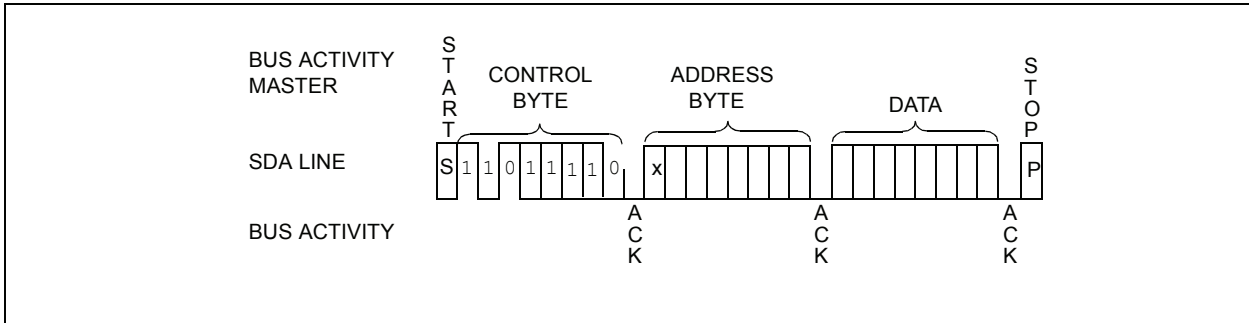 BUS ACTIVITY
MASTER
START
CONTROL
BYTE
ADDRESS
BYTE
DATA
STOP
SDA LINE
S 1 1 0 1 1 1 1 0
x
P
BUS ACTIVITY
ACK
ACK
ACK